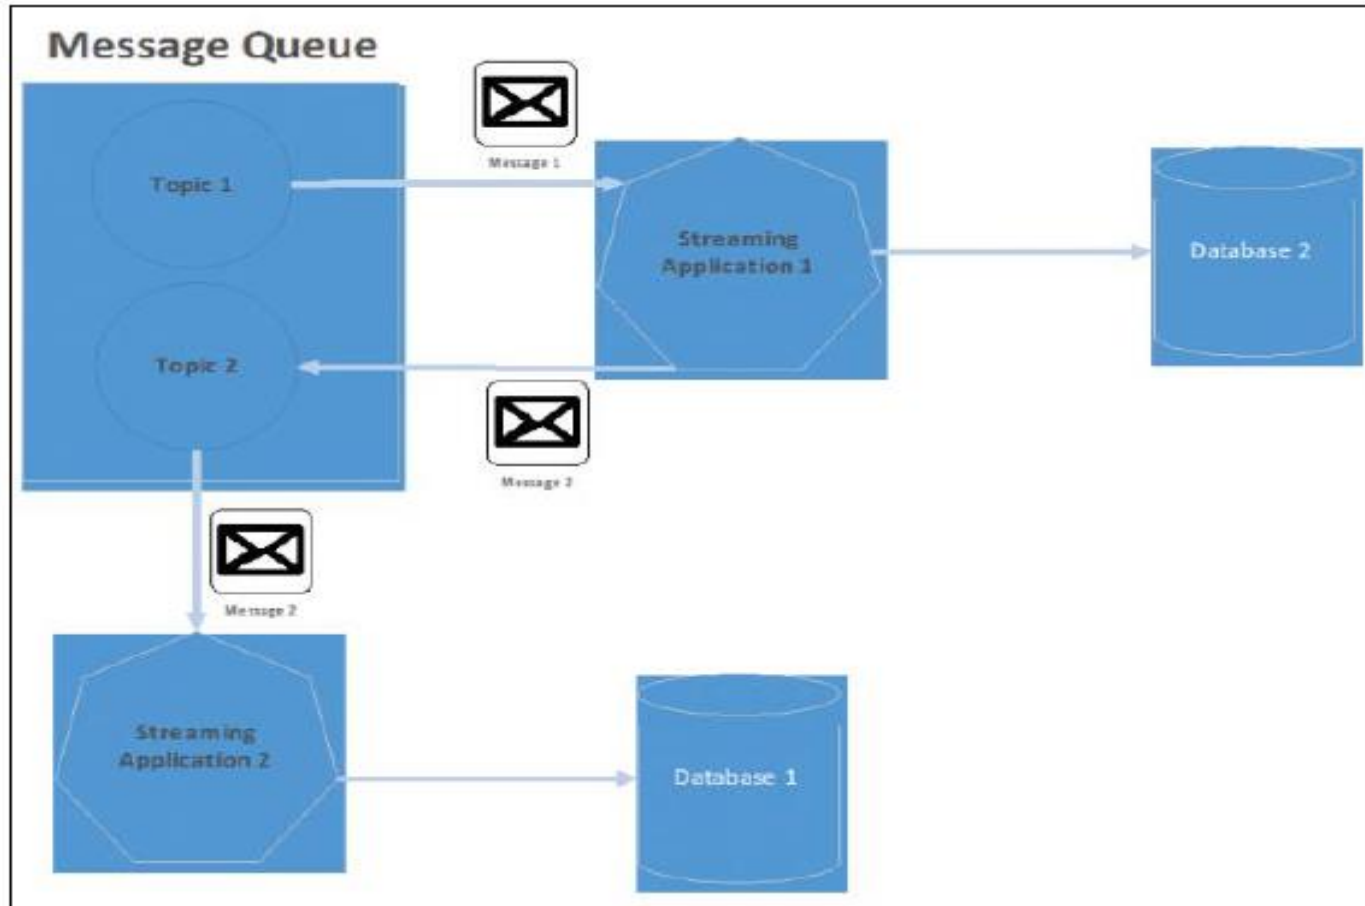 Message Queue
Message 1
Topic 1
Streaming
Application 1
Database 2
Topic 2
Message 2
Message 2
Streaming
Application 2
Database 1